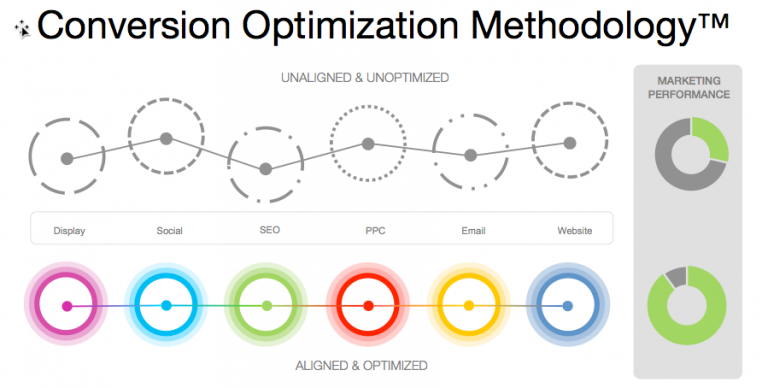 Conversion Optimization Methodology™
UNALIGNED & UNOPTIMIZED
MARKETING
PERFORMANCE
Display
Social
SEO
PPC
Email
Website
ALIGNED & OPTIMIZED